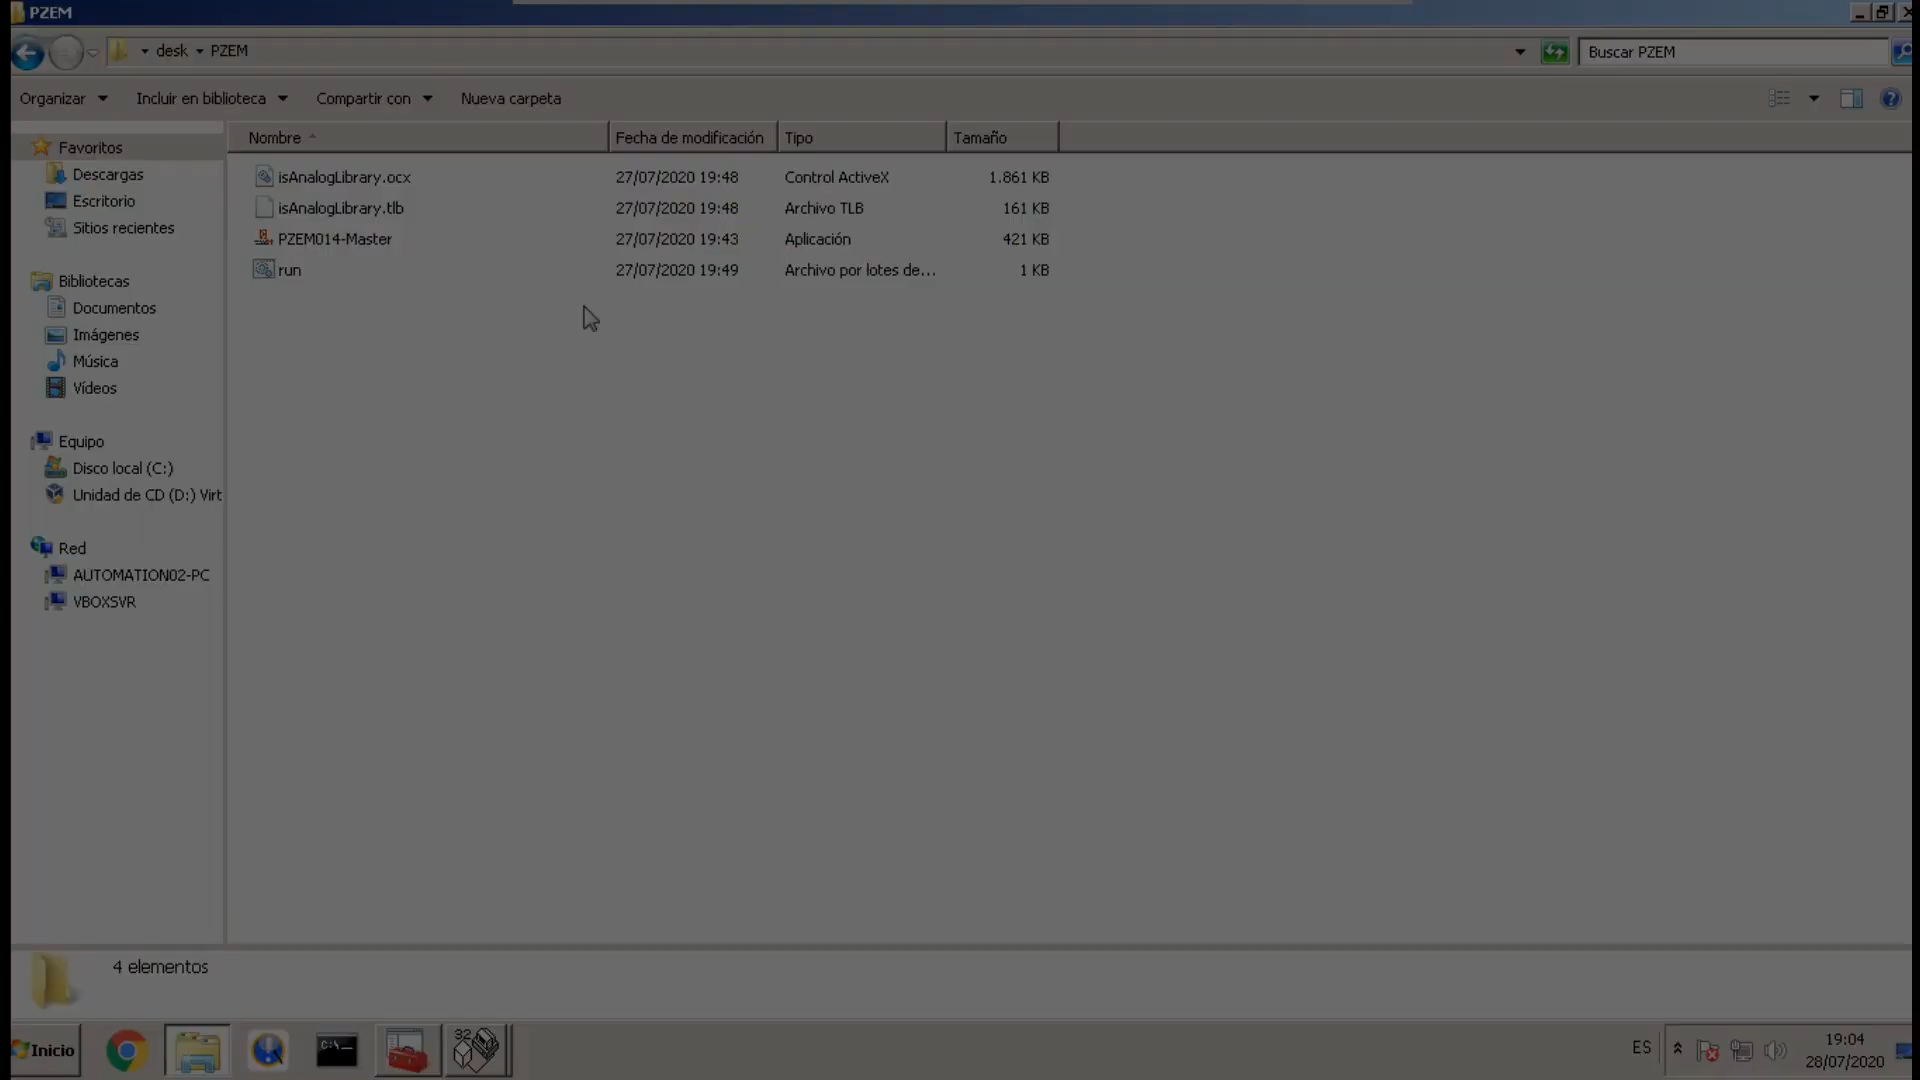 PZEM
desk PZEM
Buscar PZEM
Organizar Incluir en biblioteca Compartir con Nueva carpeta
Nombre Fecha de modificación Tipo Tamaño
Favoritos
Descargas
Escritorio
Sitios recientes
Bibliotecas
Documentos
Imágenes
Música
Vídeos
Equipo
Disco local (C:)
Unidad de CD (D:) Virt
Red
AUTOMATION02-PC
VBOXSVR
isAnalogLibrary.ocx 27/07/2020 19:48 Control ActiveX 1.861 KB
isAnalogLibrary.tlb 27/07/2020 19:48 Archivo TLB 161 KB
PZEM014-Master 27/07/2020 19:43 Aplicación 421 KB
run 27/07/2020 19:49 Archivo por lotes de... 1 KB
4 elementos
Inicio
C:\_
32
ES
19:04
28/07/2020